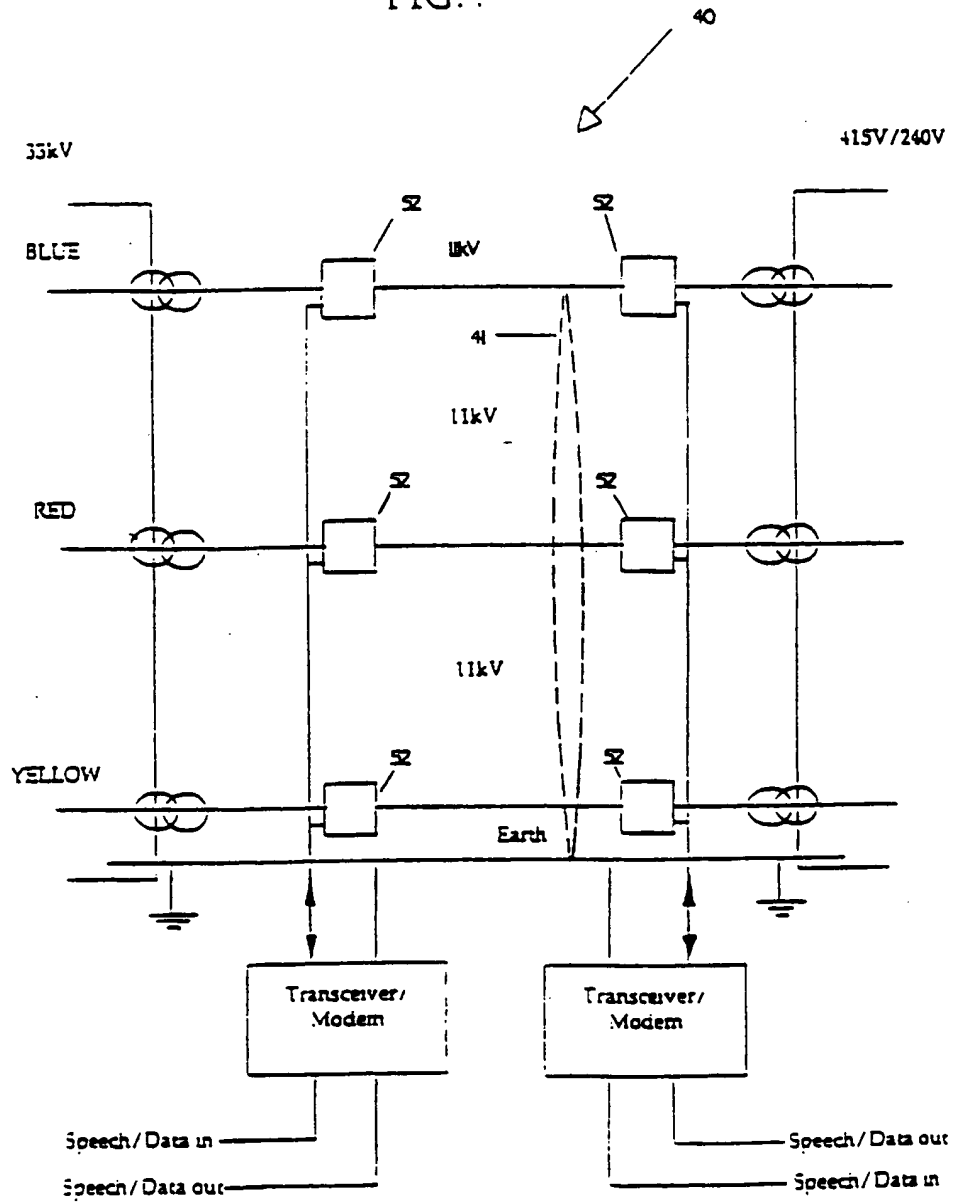 40
33kV
415V/240V
52
52
BLUE
11kV
41
11kV
52
52
RED
11kV
52
52
YELLOW
Earth
Transceiver/
Modem
Transceiver/
Modem
Speech/Data in
Speech/Data out
Speech/Data out
Speech/Data in